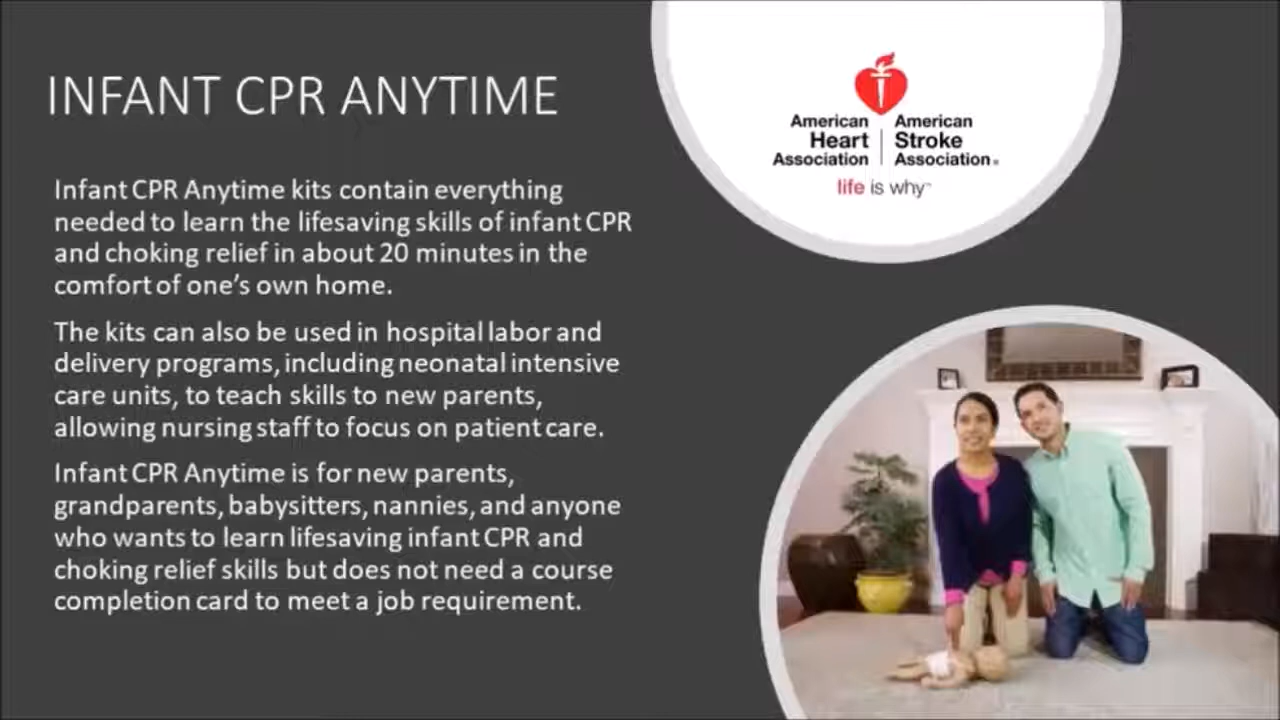 INFANT CPR ANYTIME
Infant CPR Anytime kits contain everything
needed to learn the lifesaving skills of infant CPR
and choking relief in about 20 minutes in the
comfort of one's own home.
The kits can also be used in hospital labor and
delivery programs, including neonatal intensive
care units, to teach skills to new parents,
allowing nursing staff to focus on patient care.
Infant CPR Anytime is for new parents,
grandparents, babysitters, nannies, and anyone
who wants to learn lifesaving infant CPR and
choking relief skills but does not need a course
completion card to meet a job requirement.
American
Heart
Association
American
Stroke
Association®
life is why™